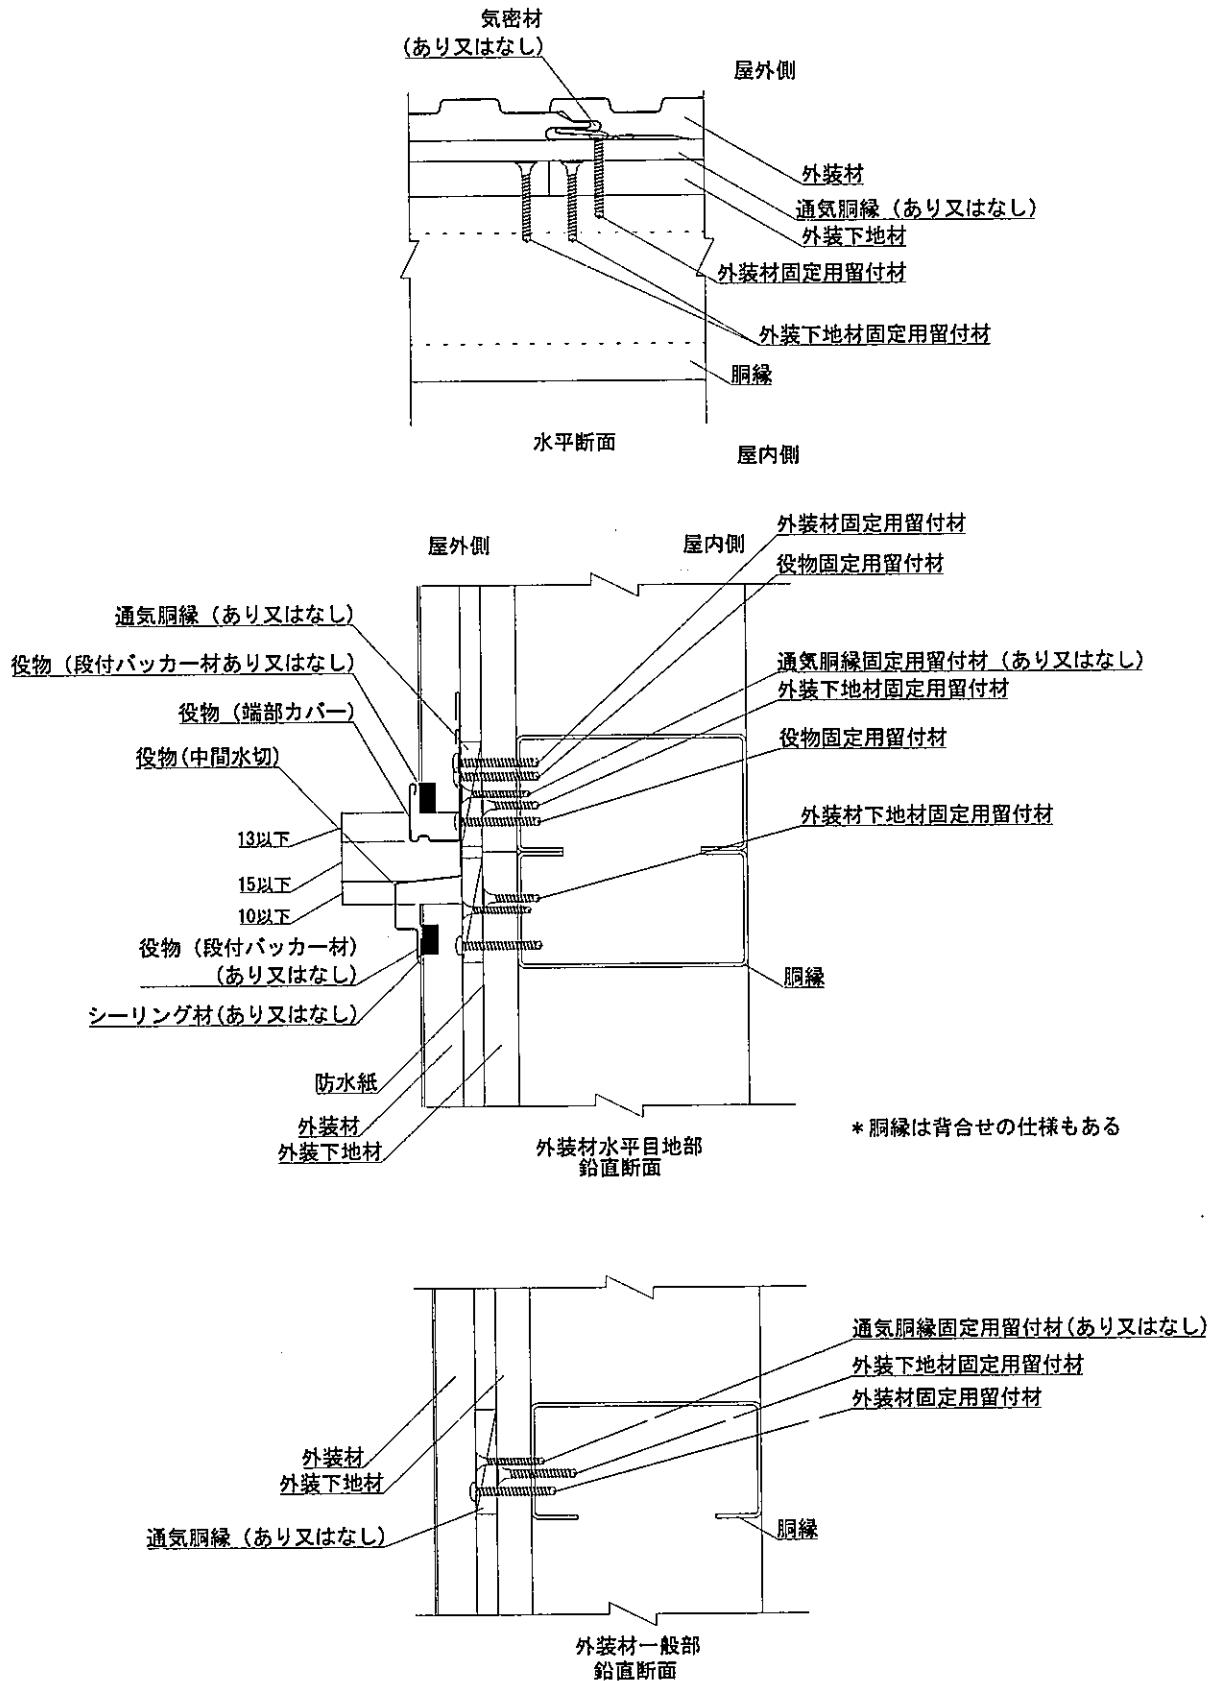 気密材
(あり又はなし)
屋外側
外装材
通気胴縁 (あり又はなし)
外装下地材
外装材固定用留付材
外装下地材固定用留付材
胴縁
水平断面
屋内側
屋外側
屋内側
外装材固定用留付材
役物固定用留付材
通気胴縁 (あり又はなし)
役物 (段付バッカー材あり又はなし)
通気胴縁固定用留付材 (あり又はなし)
外装下地材固定用留付材
役物 (端部カバー)
役物固定用留付材
役物(中間水切)
外装材下地材固定用留付材
13以下
15以下
10以下
役物 (段付バッカー材)
(あり又はなし)
胴縁
シーリング材(あり又はなし)
防水紙
外装材
外装下地材
外装材水平目地部
鉛直断面
*胴縁は背合せの仕様もある
通気胴縁固定用留付材(あり又はなし)
外装下地材固定用留付材
外装材固定用留付材
外装材
外装下地材
通気胴縁 (あり又はなし)
胴縁
外装材一般部
鉛直断面